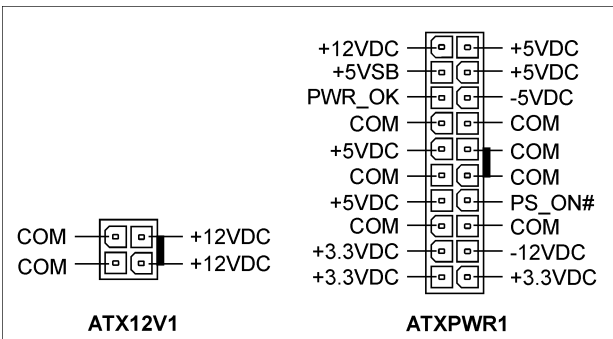 +12VDC +5VDC
+5VSB +5VDC
PWR_OK -5VDC
COM COM
+5VDC COM
COM COM
+5VDC PS_ON#
COM COM
+3.3VDC -12VDC
+3.3VDC +3.3VDC
COM +12VDC
COM +12VDC
ATX12V1 ATXPWR1